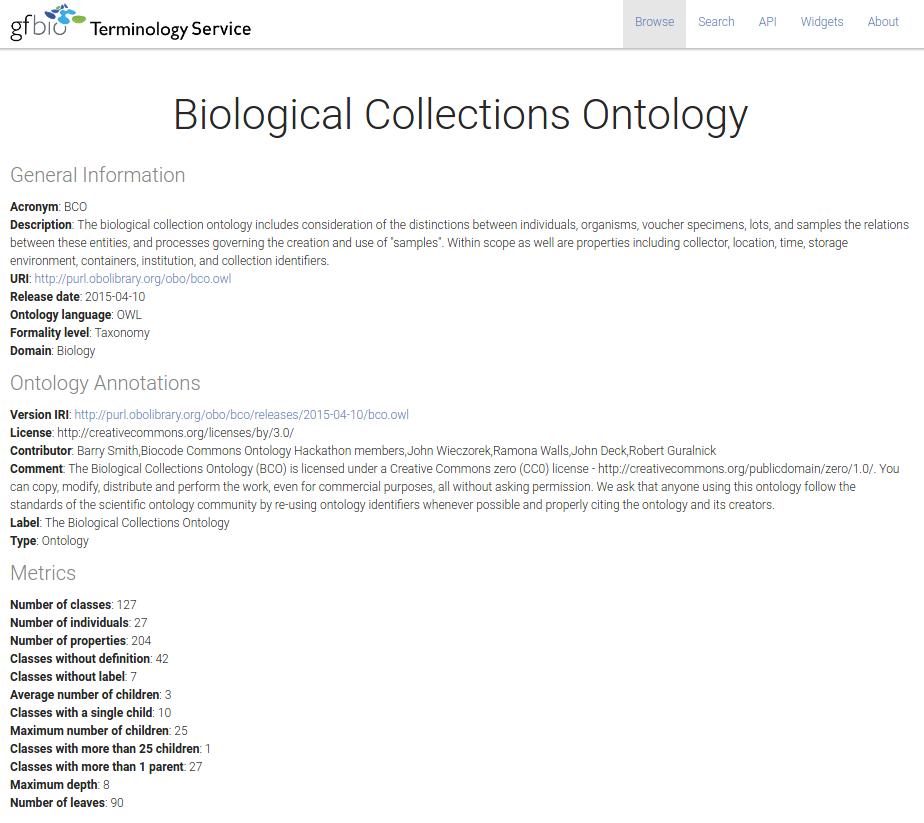 gfbio Terminology Service
Browse Search API Widgets About
Biological Collections Ontology
General Information
Acronym: BCO
Description: The biological collection ontology includes consideration of the distinctions between individuals, organisms, voucher specimens, lots, and samples the relations
between these entities, and processes governing the creation and use of "samples". Within scope as well are properties including collector, location, time, storage
environment, containers, institution, and collection identifiers.
URI: http://purl.obolibrary.org/obo/bco.owl
Release date: 2015-04-10
Ontology language: OWL
Formality level: Taxonomy
Domain: Biology
Ontology Annotations
Version IRI: http://purl.obolibrary.org/obo/bco/releases/2015-04-10/bco.owl
License: http://creativecommons.org/licenses/by/3.0/
Contributor: Barry Smith,Biocode Commons Ontology Hackathon members,John Wieczorek,Ramona Walls,John Deck,Robert Guralnick
Comment: The Biological Collections Ontology (BCO) is licensed under a Creative Commons zero (CC0) license - http://creativecommons.org/publicdomain/zero/1.0/. You
can copy, modify, distribute and perform the work, even for commercial purposes, all without asking permission. We ask that anyone using this ontology follow the
standards of the scientific ontology community by re-using ontology identifiers whenever possible and properly citing the ontology and its creators.
Label: The Biological Collections Ontology
Type: Ontology
Metrics
Number of classes: 127
Number of individuals: 27
Number of properties: 204
Classes without definition: 42
Classes without label: 7
Average number of children: 3
Classes with a single child: 10
Maximum number of children: 25
Classes with more than 25 children: 1
Classes with more than 1 parent: 27
Maximum depth: 8
Number of leaves: 90